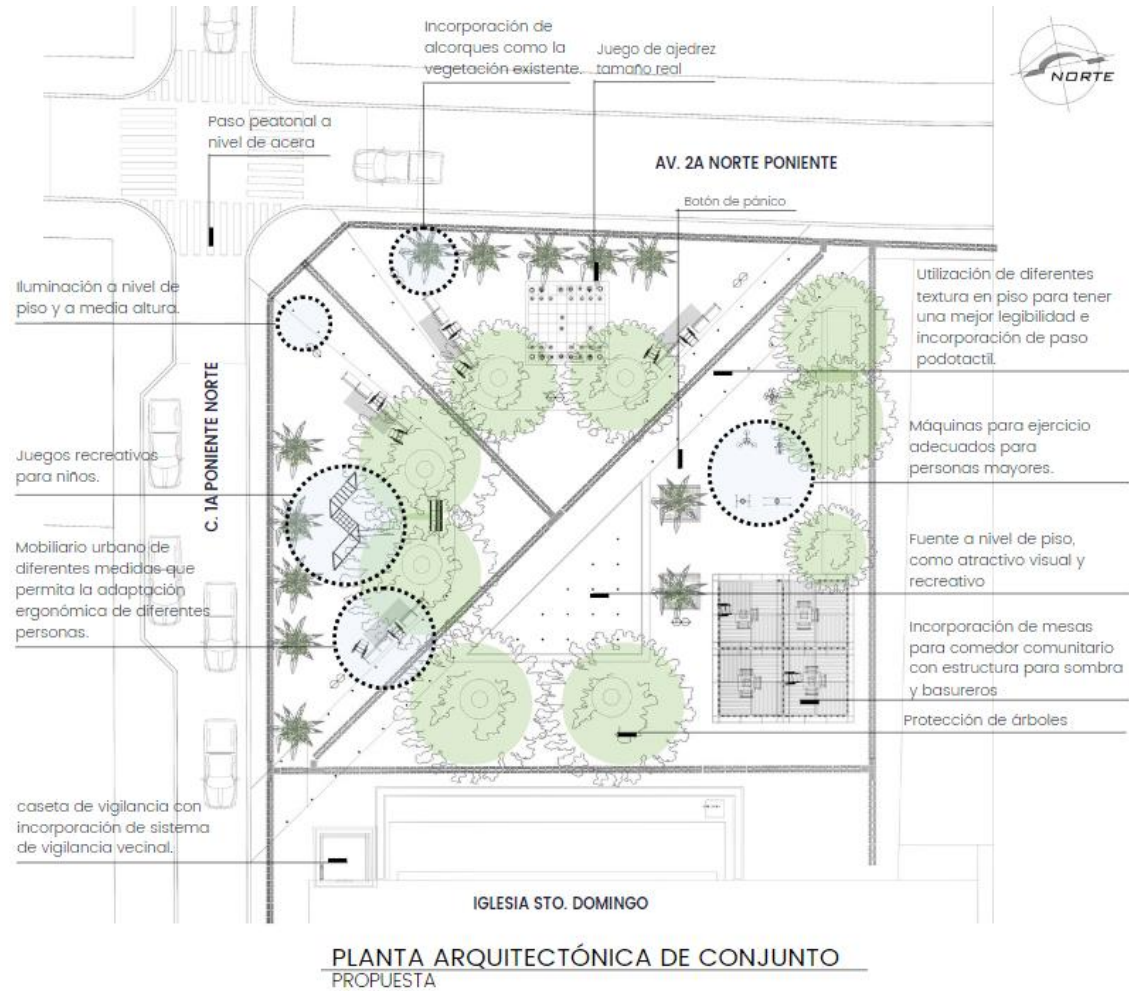 Incorporación de
alcorques como la
vegetación existente.
Juego de ajedrez
tamaño real
NORTE
Paso peatonal a
nivel de acera
AV. 2A NORTE PONIENTE
Botón de pánico
Iluminación a nivel de
piso y a media altura.
Utilización de diferentes
textura en piso para tener
una mejor legibilidad e
incorporación de paso
podotactil.
C. 1A PONIENTE NORTE
Juegos recreativos
para niños.
Máquinas para ejercicio
adecuados para
personas mayores.
Mobiliario urbano de
diferentes medidas que
permita la adaptación
ergonómica de diferentes
personas.
Fuente a nivel de piso,
como atractivo visual y
recreativo
Incorporación de mesas
para comedor comunitario
con estructura para sombra
y basureros
Protección de árboles
caseta de vigilancia con
incorporación de sistema
de vigilancia vecinal.
IGLESIA STO. DOMINGO
PLANTA ARQUITECTÓNICA DE CONJUNTO
PROPUESTA